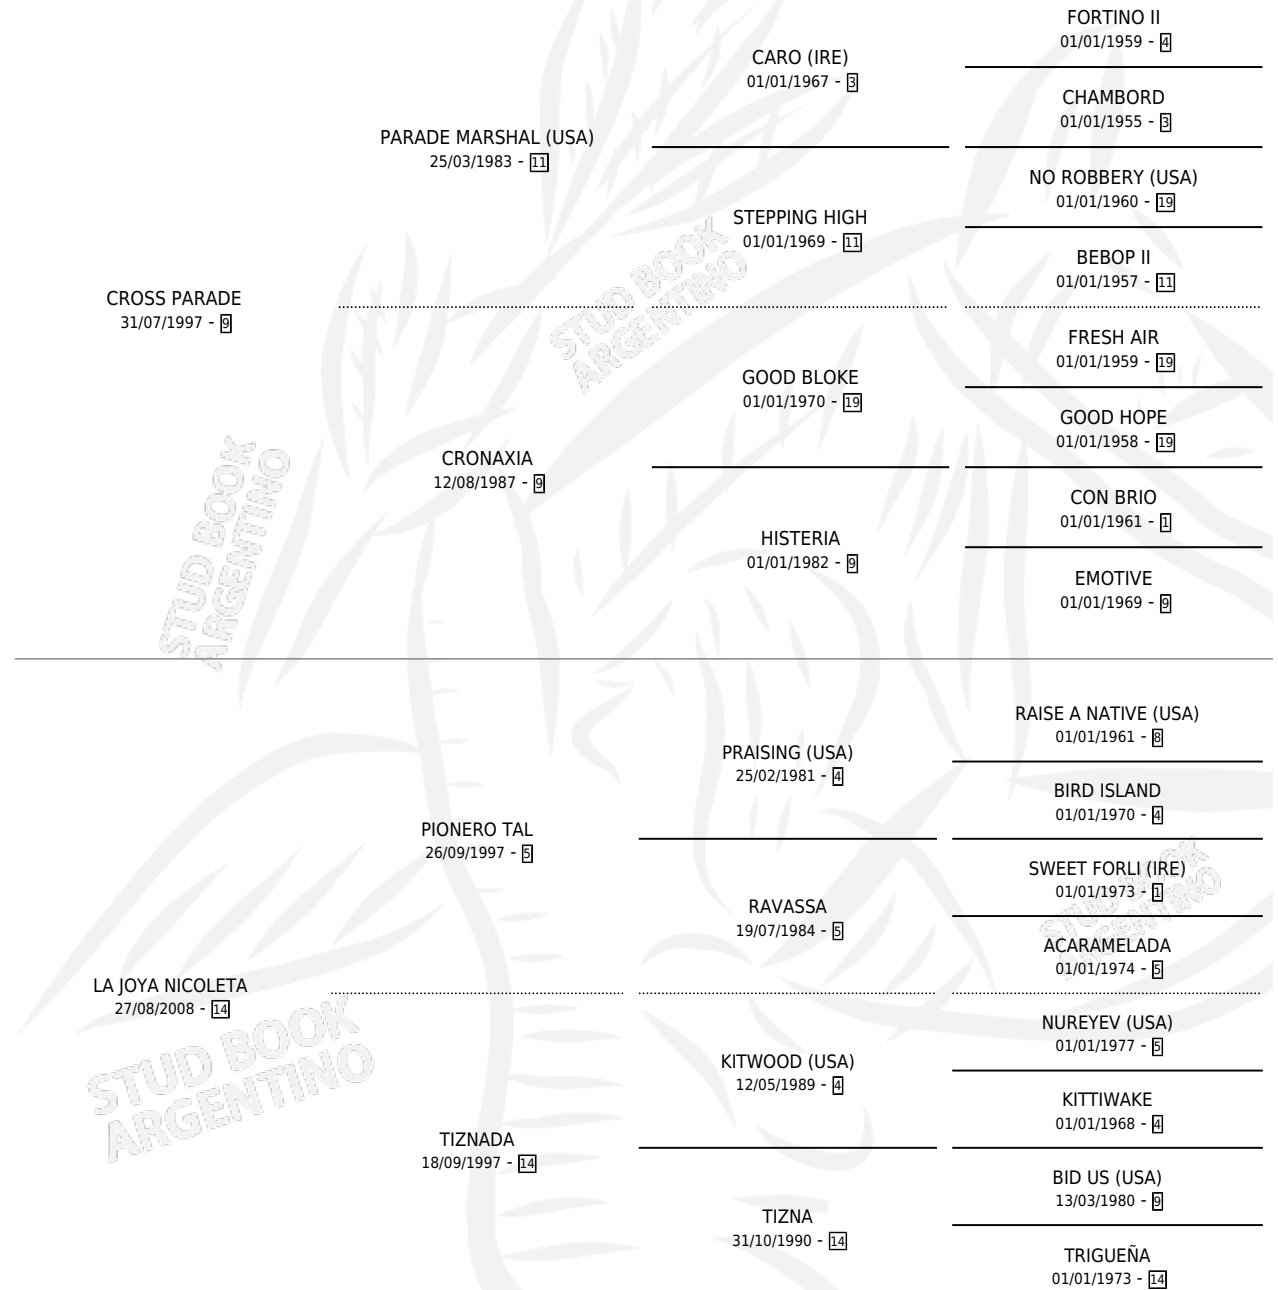 FORTINO II
01/01/1959 - 4
CARO (IRE)
01/01/1967 - 3
CHAMBORD
01/01/1955 - 3
PARADE MARSHAL (USA)
25/03/1983 - 11
NO ROBBERY (USA)
01/01/1960 - 19
STEPPING HIGH
01/01/1969 - 11
BEBOP II
01/01/1957 - 11
CROSS PARADE
31/07/1997 - 9
FRESH AIR
01/01/1959 - 19
GOOD BLOKE
01/01/1970 - 19
GOOD HOPE
01/01/1958 - 19
CRONAXIA
12/08/1987 - 9
CON BRIO
01/01/1961 - 1
HISTERIA
01/01/1982 - 9
EMOTIVE
01/01/1969 - 9
STUD BOOK
ARGENTINO
STUD BOOK
ARGENTINO
RAISE A NATIVE (USA)
01/01/1961 - 8
PRAISING (USA)
25/02/1981 - 4
BIRD ISLAND
01/01/1970 - 4
PIONERO TAL
26/09/1997 - 5
SWEET FORLI (IRE)
01/01/1973 - 1
RAVASSA
19/07/1984 - 5
ACARAMELADA
01/01/1974 - 5
STUD BOOK
ARGENTINO
LA JOYA NICOLETA
27/08/2008 - 14
NUREYEV (USA)
01/01/1977 - 5
KITWOOD (USA)
12/05/1989 - 4
KITTIWAKE
01/01/1968 - 4
STUD BOOK
ARGENTINO
TIZNADA
18/09/1997 - 14
BID US (USA)
13/03/1980 - 9
TIZNA
31/10/1990 - 14
TRIGUEÑA
01/01/1973 - 14